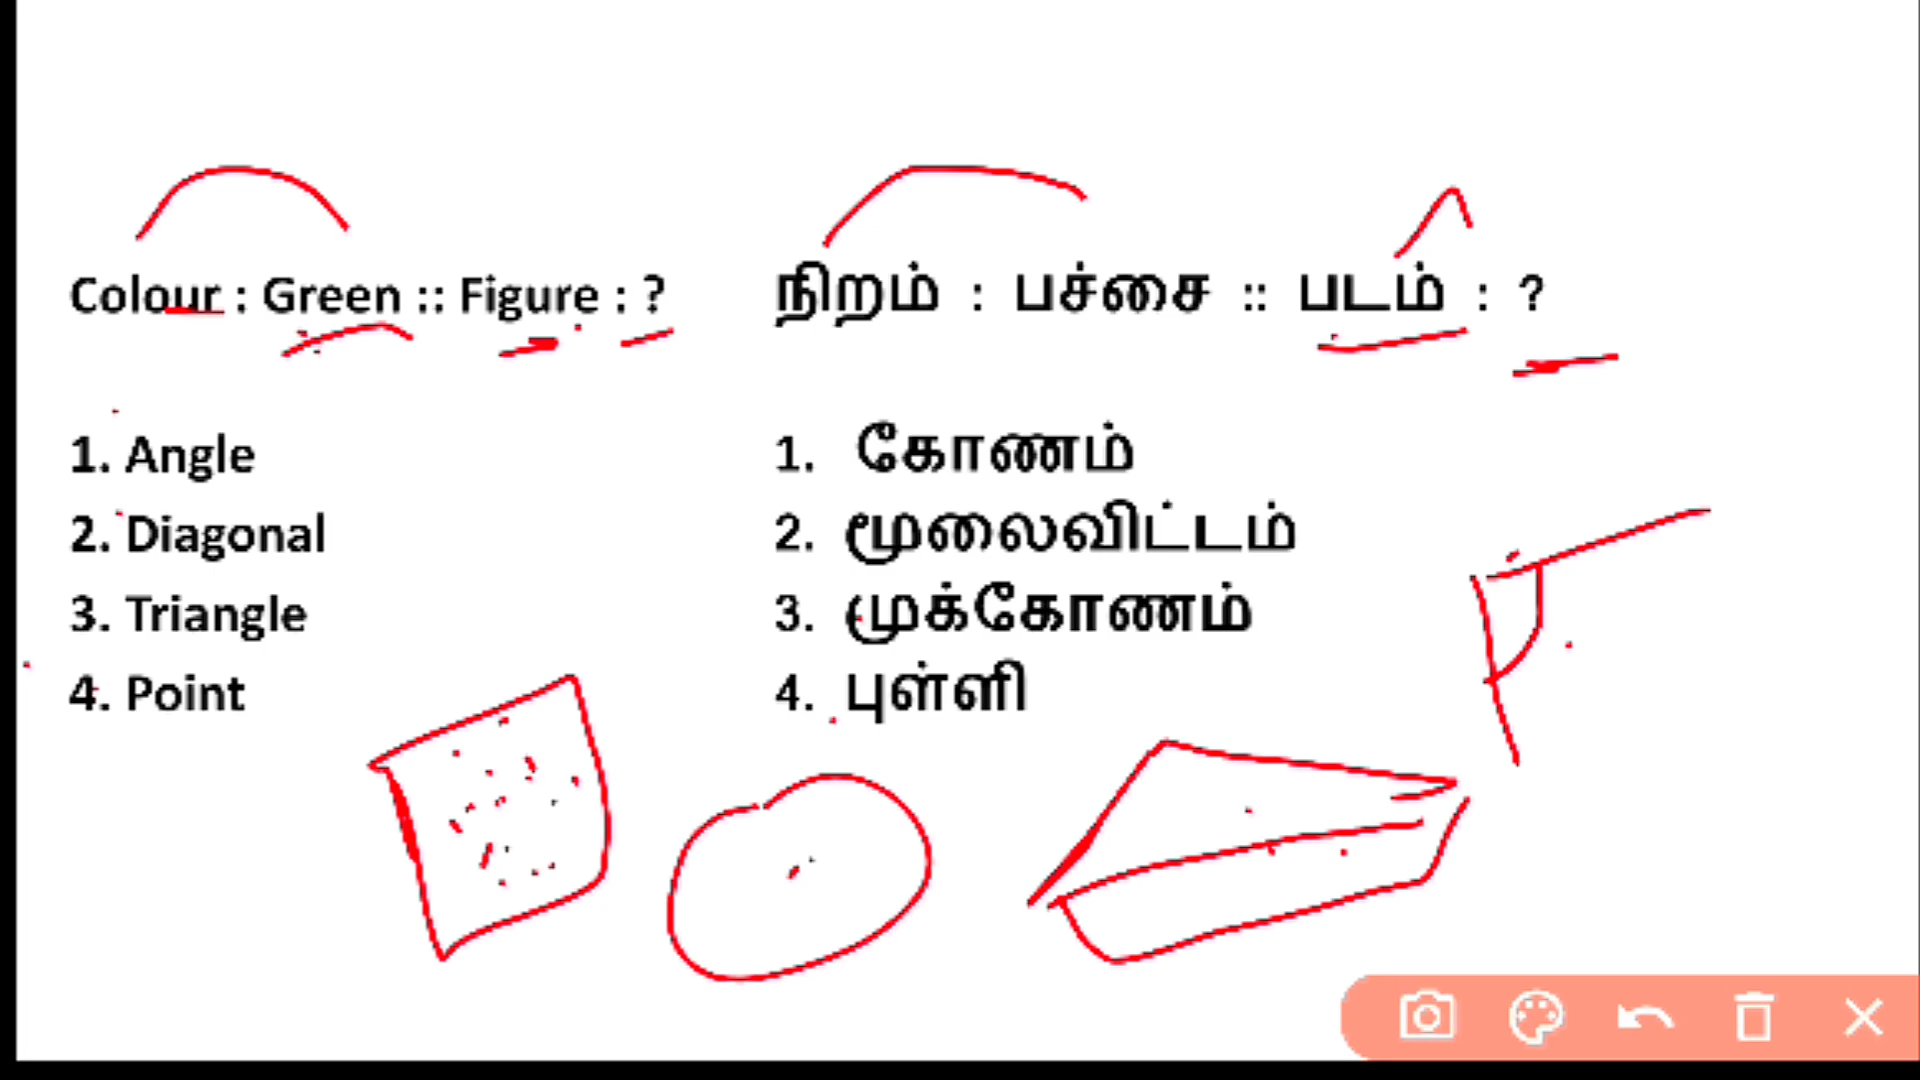 Colour : Green :: Figure : ?
1. Angle
2. Diagonal
3. Triangle
4. Point
நிறம் : பச்சை :: படம் : ?
1. கோணம்
2. மூலைவிட்டம்
3. முக்கோணம்
4. புள்ளி